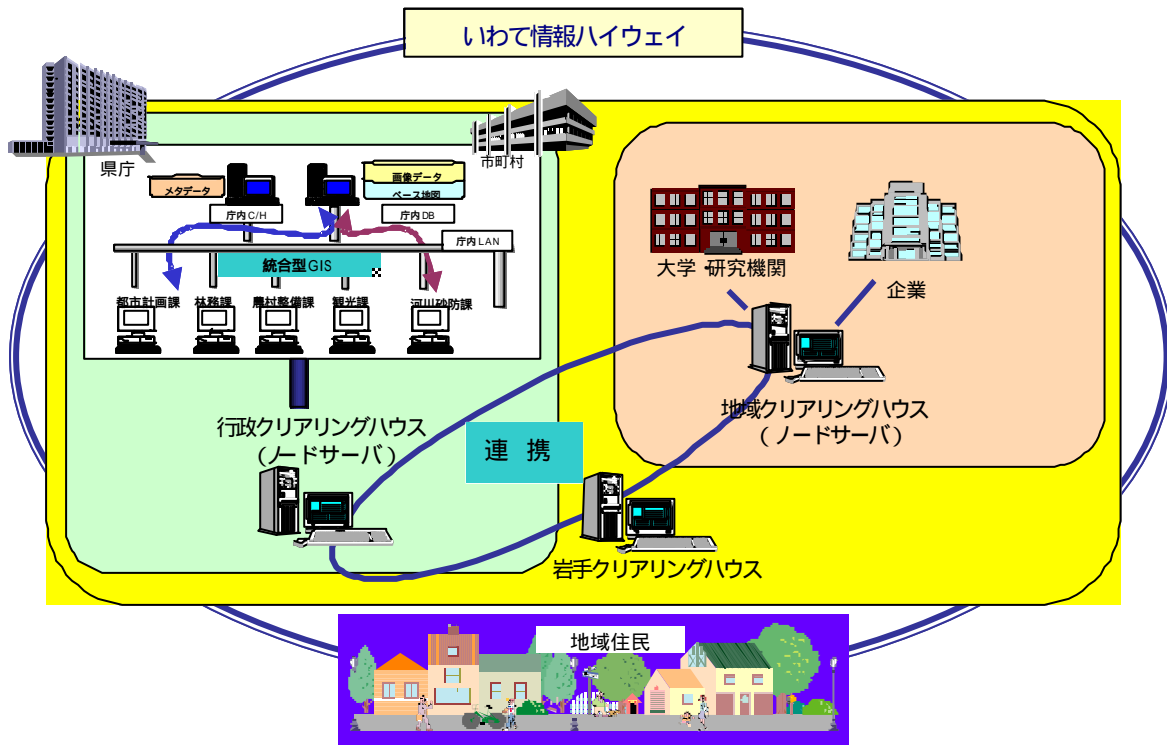 いわて情報ハイウェイ
県庁
市町村
メタデータ
画像データ
ベース地図
庁内 C/H
庁内 DB
庁内 LAN
統合型GIS
都市計画課
林務課
農村整備課
観光課
河川砂防課
大学・研究機関
企業
行政クリアリングハウス
(ノードサーバ)
地域クリアリングハウス
(ノードサーバ)
連 携
岩手クリアリングハウス
地域住民